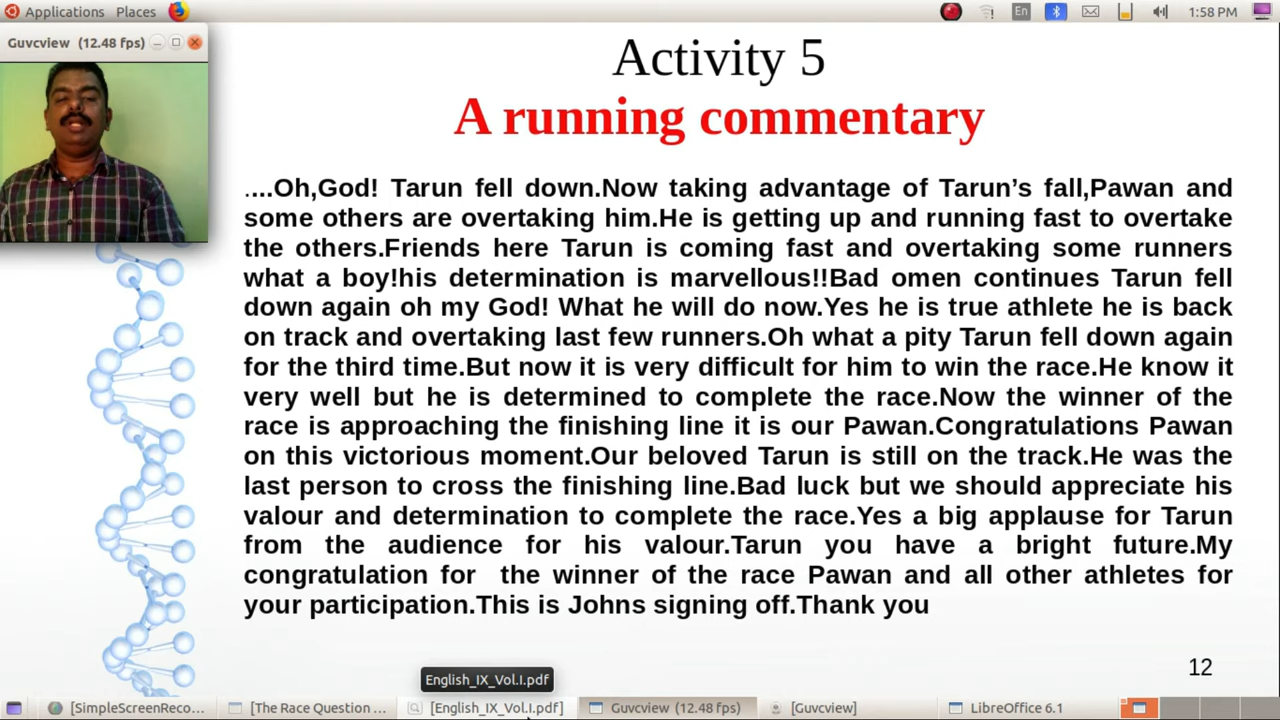 Applications Places En 1:58 PM
Guvcview (12.48 fps)
Activity 5
A running commentary
....Oh,God! Tarun fell down.Now taking advantage of Tarun’s fall,Pawan and
some others are overtaking him.He is getting up and running fast to overtake
the others.Friends here Tarun is coming fast and overtaking some runners
what a boy!his determination is marvellous!!Bad omen continues Tarun fell
down again oh my God! What he will do now.Yes he is true athlete he is back
on track and overtaking last few runners.Oh what a pity Tarun fell down again
for the third time.But now it is very difficult for him to win the race.He know it
very well but he is determined to complete the race.Now the winner of the
race is approaching the finishing line it is our Pawan.Congratulations Pawan
on this victorious moment.Our beloved Tarun is still on the track.He was the
last person to cross the finishing line.Bad luck but we should appreciate his
valour and determination to complete the race.Yes a big applause for Tarun
from the audience for his valour.Tarun you have a bright future.My
congratulation for the winner of the race Pawan and all other athletes for
your participation.This is Johns signing off.Thank you
12
English_IX_Vol.I.pdf
[SimpleScreenReco... [The Race Question ... [English_IX_Vol.I.pdf] Guvcview (12.48 fps) [Guvcview] LibreOffice 6.1